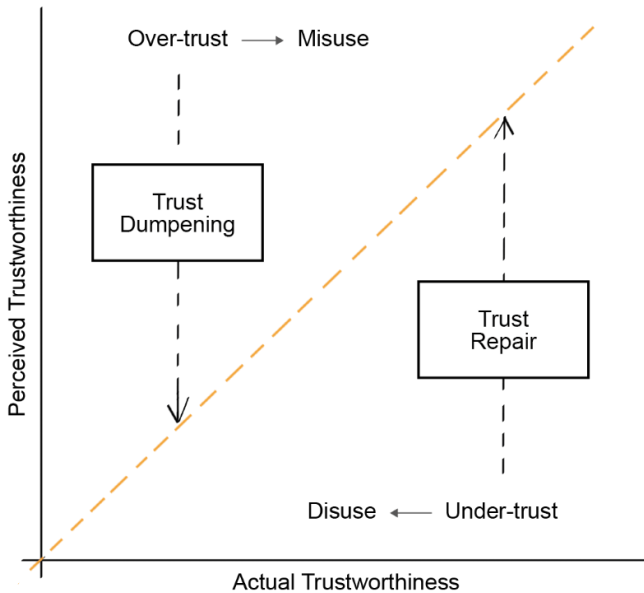 Over-trust → Misuse
Trust
Dumpening
Trust
Repair
Disuse ← Under-trust
Perceived Trustworthiness
Actual Trustworthiness